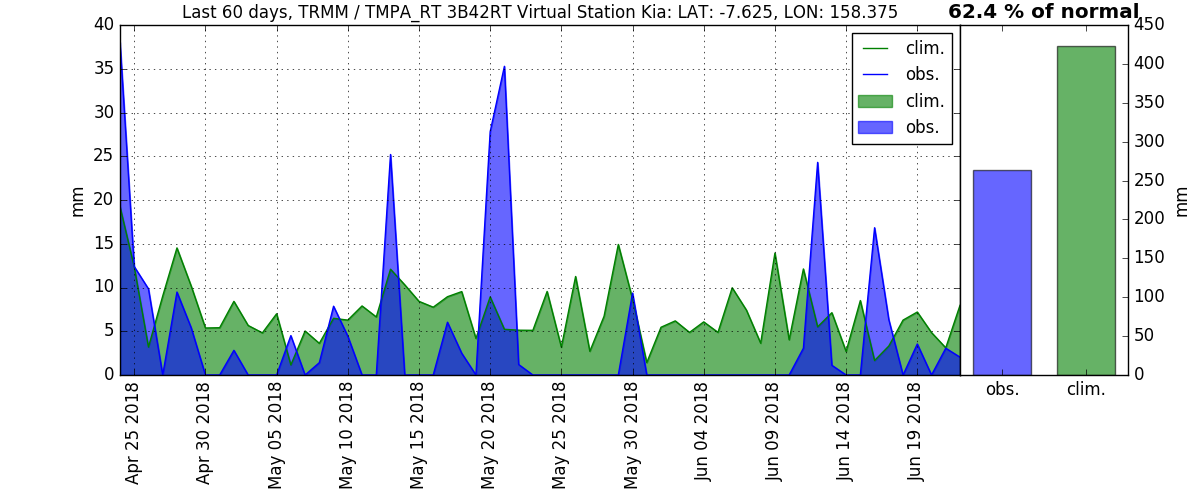 Last 60 days, TRMM / TMPA_RT 3B42RT Virtual Station Kia: LAT: -7.625, LON: 158.375
62.4 % of normal
40
35
30
25
20
15
10
5
0
mm
clim.
obs.
clim.
obs.
Apr 25 2018
Apr 30 2018
May 05 2018
May 10 2018
May 15 2018
May 20 2018
May 25 2018
May 30 2018
Jun 04 2018
Jun 09 2018
Jun 14 2018
Jun 19 2018
450
400
350
300
250
200
150
100
50
0
mm
obs.
clim.